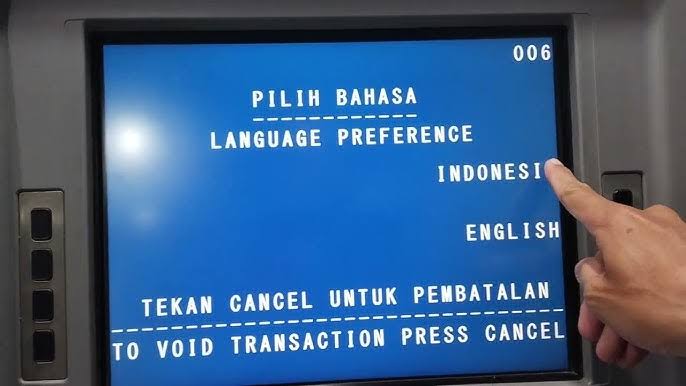 006
PILIH BAHASA
LANGUAGE PREFERENCE
INDONESI
ENGLISH
TEKAN CANCEL UNTUK PEMBATALAN
TO VOID TRANSACTION PRESS CANCEL